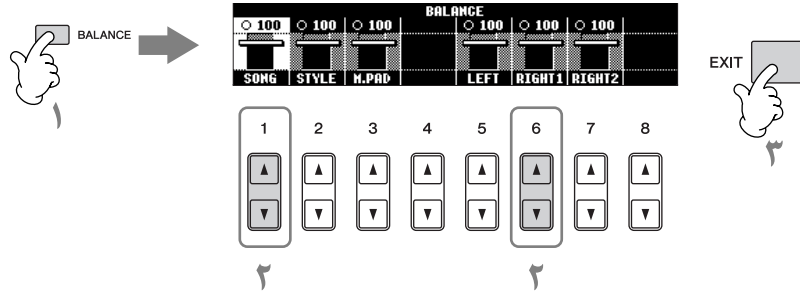 BALANCE
○ 100 ○ 100 ○ 100 ○ 100 ○ 100 ○ 100
SONG STYLE M.PAD LEFT RIGHT1 RIGHT2
BALANCE
EXIT
١
1 2 3 4 5 6 7 8
٣
٢ ٢